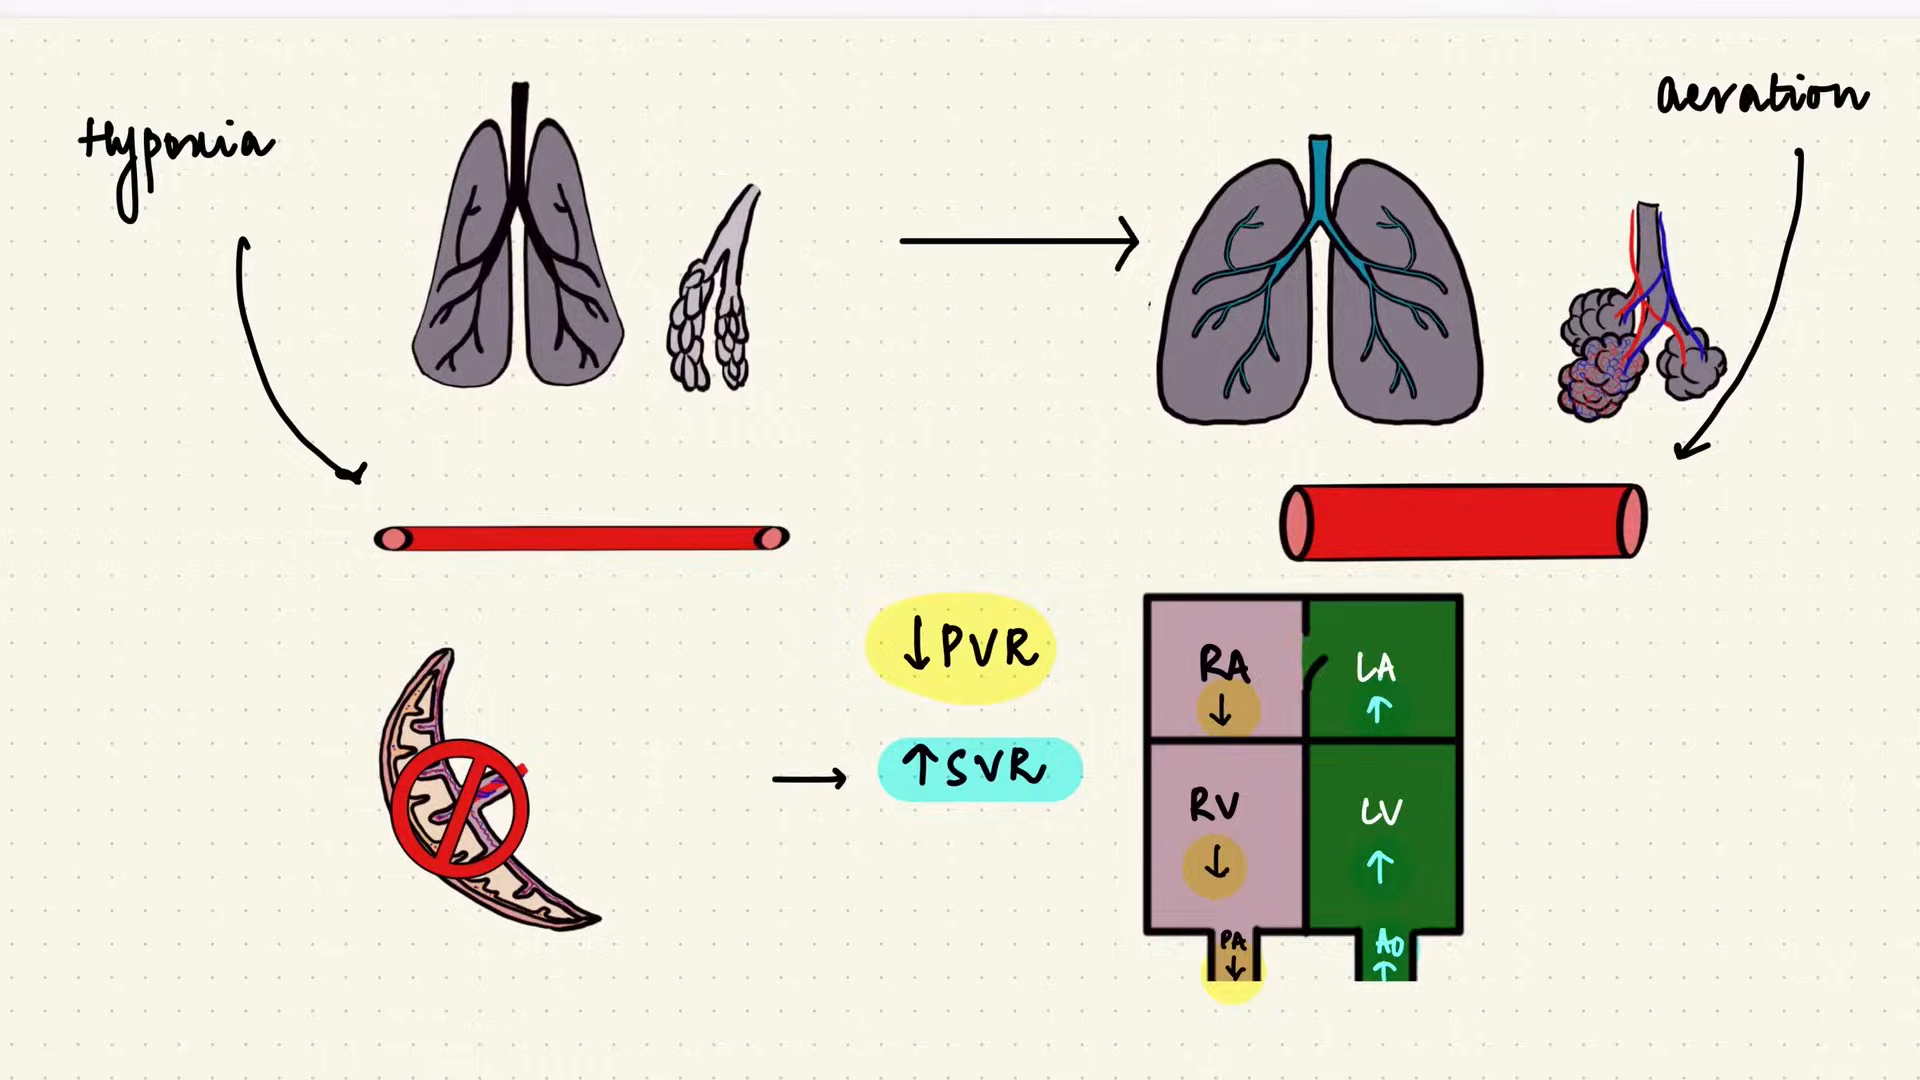 Hypoxia
aeration
↓PVR
↑SVR
RA
↓
LA
↑
RV
↓
LV
↑
PA
↓
AO
↑